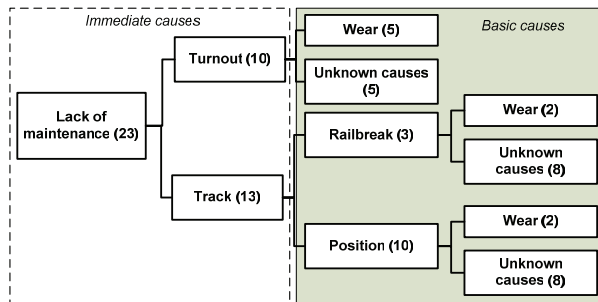 Immediate causes
Basic causes
Lack of
maintenance (23)
Turnout (10)
Wear (5)
Unknown causes
(5)
Track (13)
Railbreak (3)
Wear (2)
Unknown
causes (8)
Position (10)
Wear (2)
Unknown
causes (8)